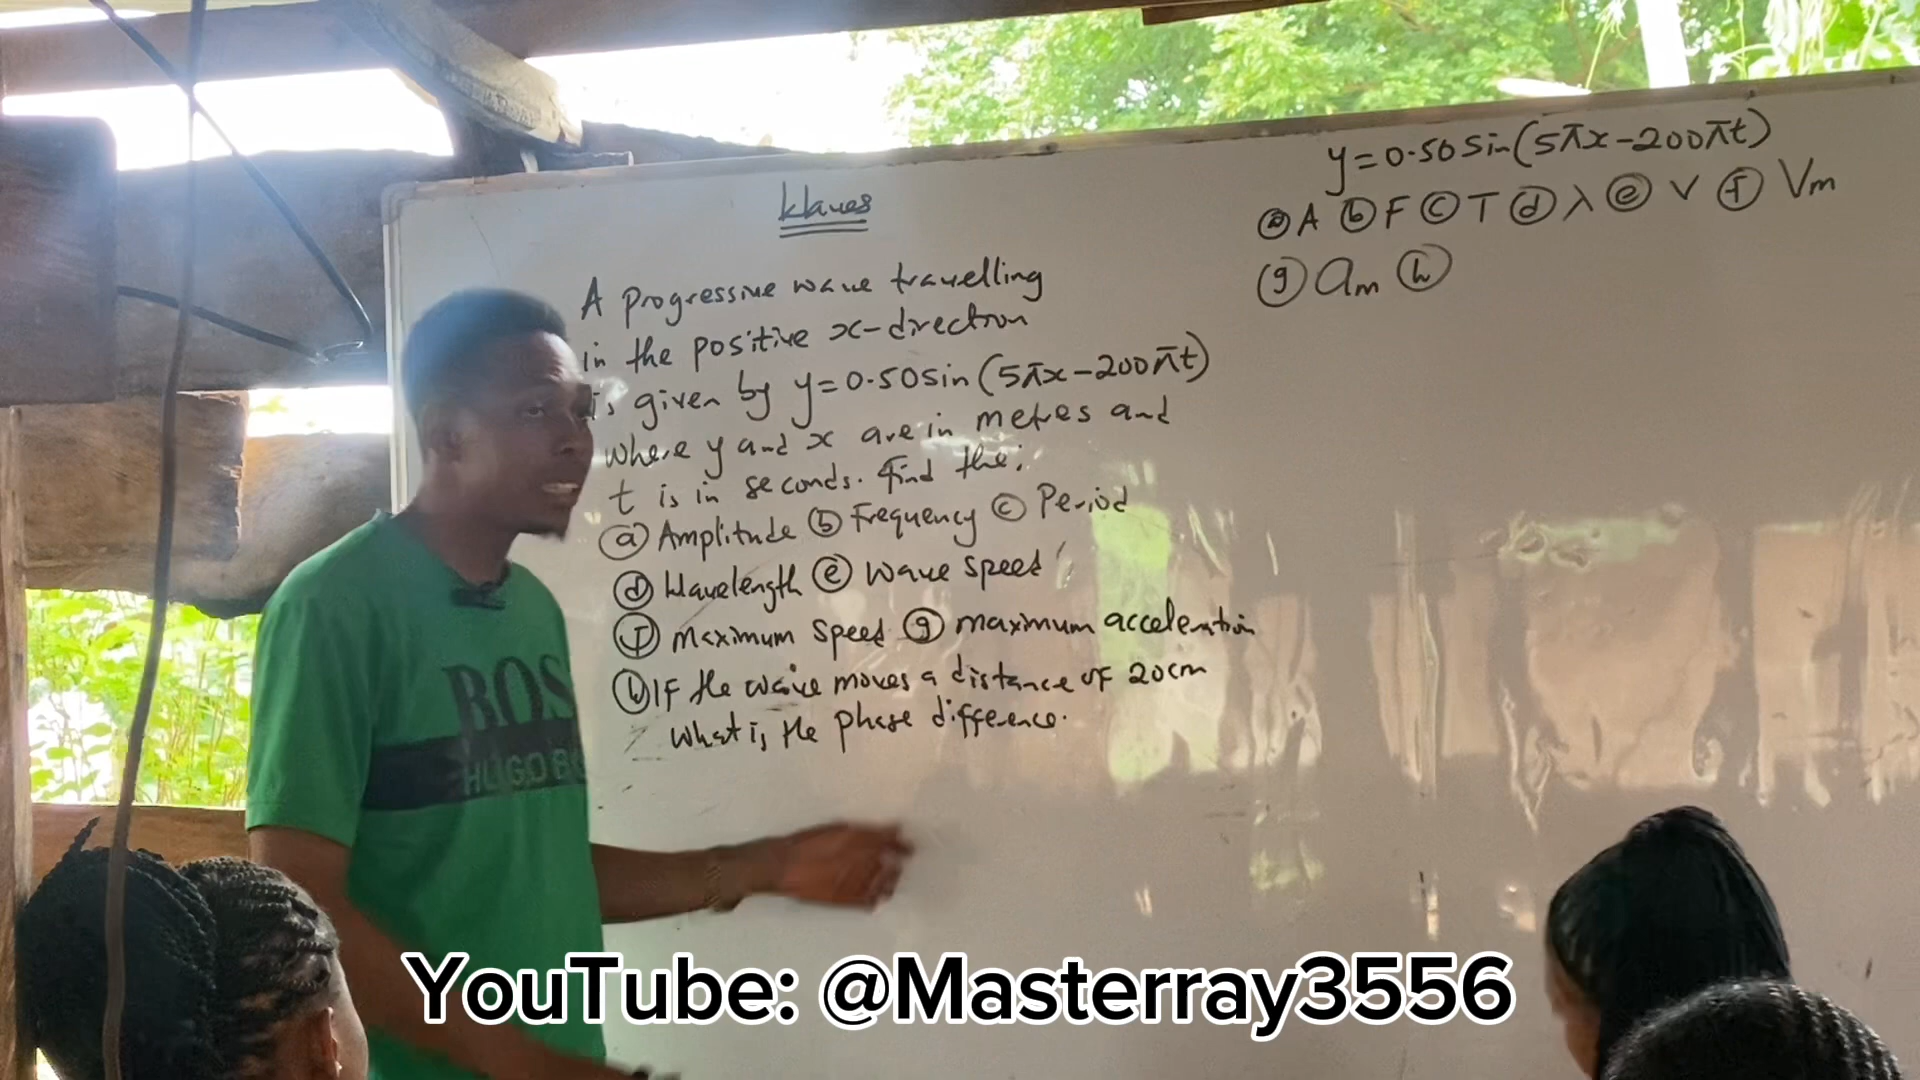 Waves
A Progressive wave travelling
in the positive x-direction
is given by y=0.50sin(5πx-200πt)
where y and x are in metres and
t is in seconds. Find the;
(a) Amplitude (b) Frequency (c) Period
(d) Wavelength (e) Wave speed
(f) Maximum Speed (g) maximum acceleration
(h) If the wave moves a distance of 20cm
What is the phase difference.
y=0.50sin(5πx-200πt)
(a) A (b) F (c) T (d) λ (e) V (f) Vm
(g) am (h)
BOS
HUGO B
YouTube: @Masterray3556